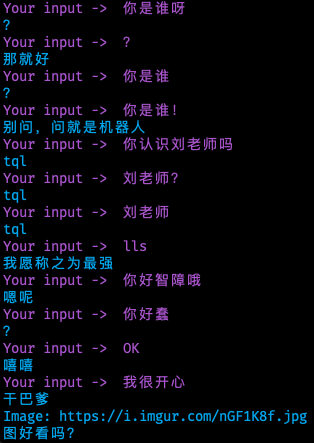 Your input ->  你是谁呀
?
Your input ->  ?
那就好
Your input ->  你是谁
?
Your input ->  你是谁!
别问，问就是机器人
Your input ->  你认识刘老师吗
tql
Your input ->  刘老师?
tql
Your input ->  刘老师
tql
Your input ->  lls
我愿称之为最强
Your input ->  你好智障哦
嗯呢
Your input ->  你好蠢
?
Your input ->  OK
嘻嘻
Your input ->  我很开心
干巴爹
Image: https://i.imgur.com/nGF1K8f.jpg
图好看吗?